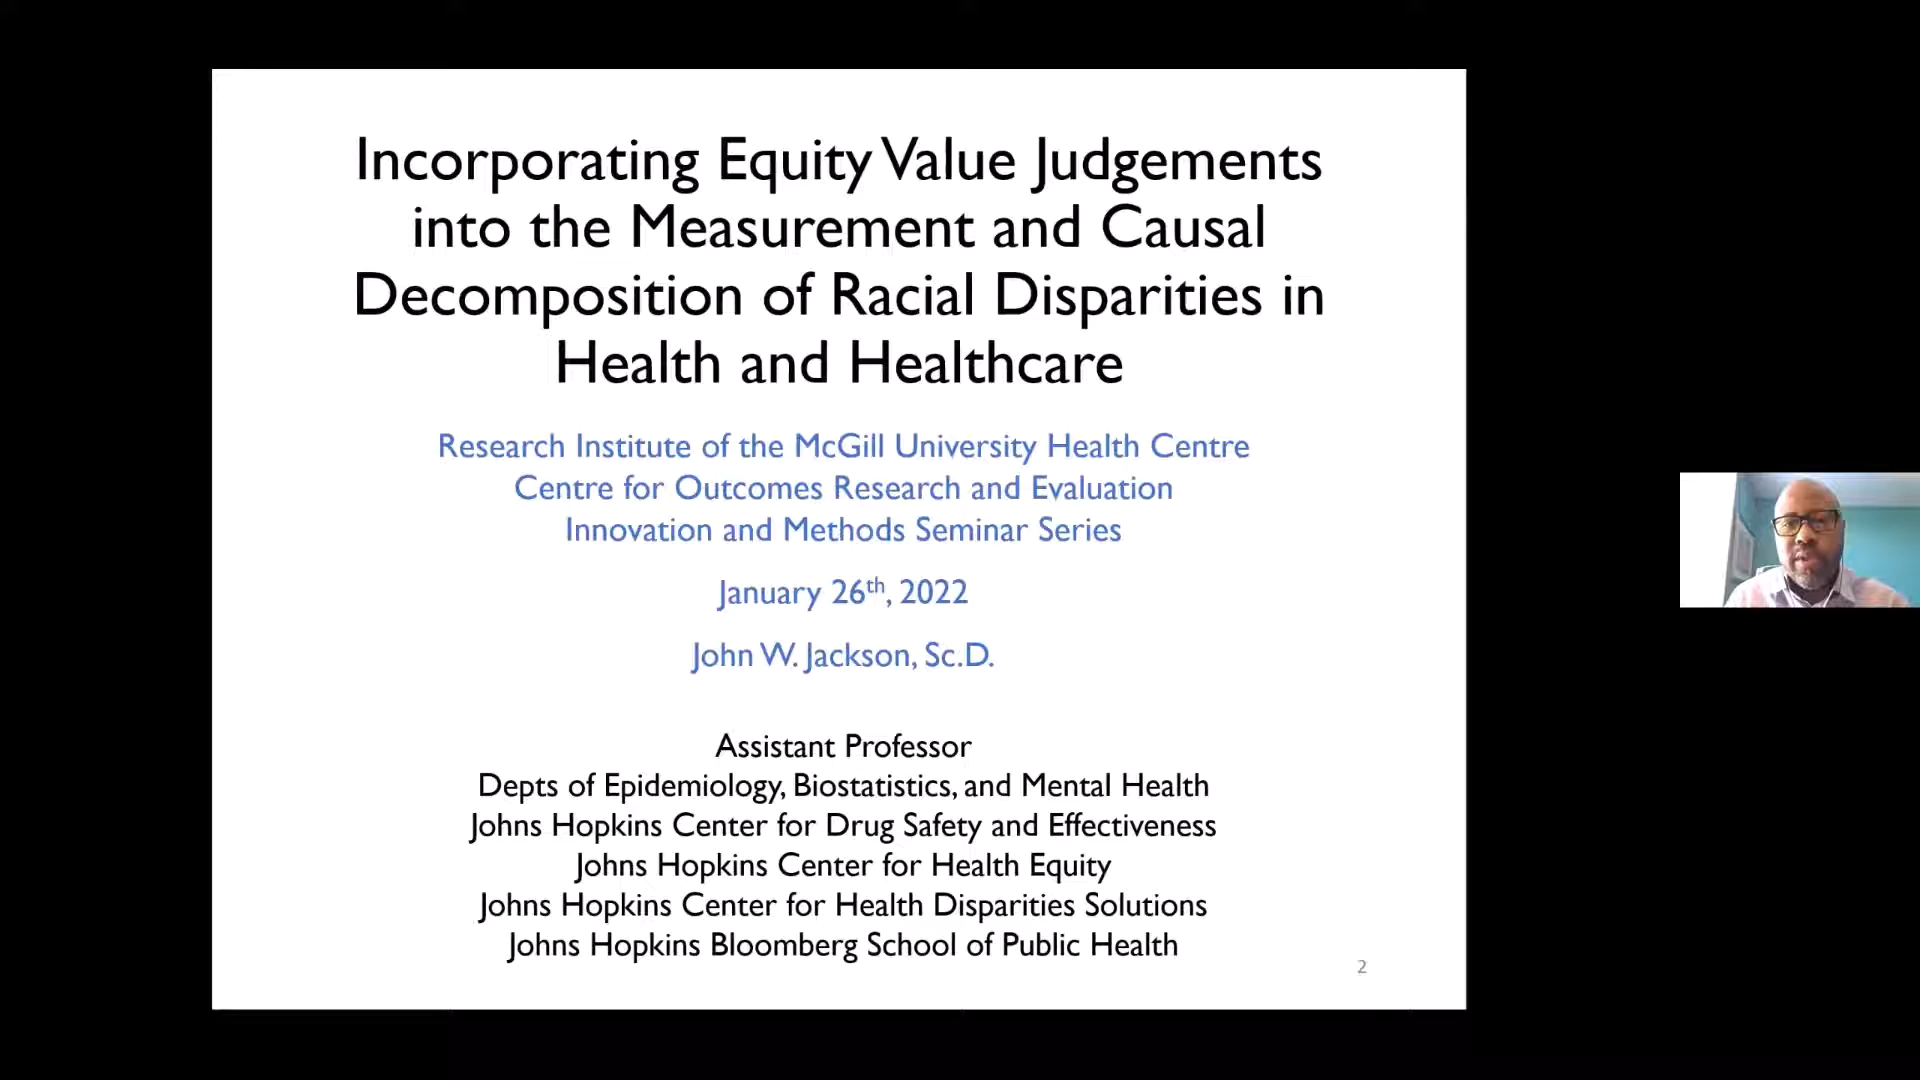 Incorporating Equity Value Judgements
into the Measurement and Causal
Decomposition of Racial Disparities in
Health and Healthcare
Research Institute of the McGill University Health Centre
Centre for Outcomes Research and Evaluation
Innovation and Methods Seminar Series
January 26th, 2022
John W. Jackson, Sc.D.
Assistant Professor
Depts of Epidemiology, Biostatistics, and Mental Health
Johns Hopkins Center for Drug Safety and Effectiveness
Johns Hopkins Center for Health Equity
Johns Hopkins Center for Health Disparities Solutions
Johns Hopkins Bloomberg School of Public Health
2